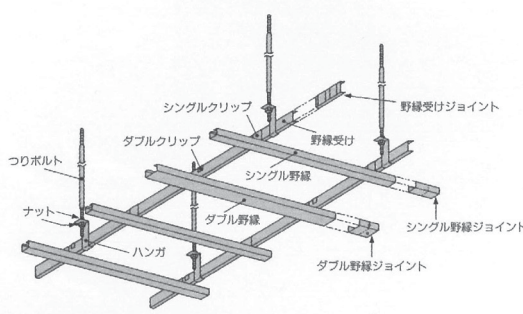 シングルクリップ
野縁受けジョイント
ダブルクリップ
野縁受け
つりボルト
シングル野縁
ナット
ダブル野縁
シングル野縁ジョイント
ハンガ
ダブル野縁ジョイント